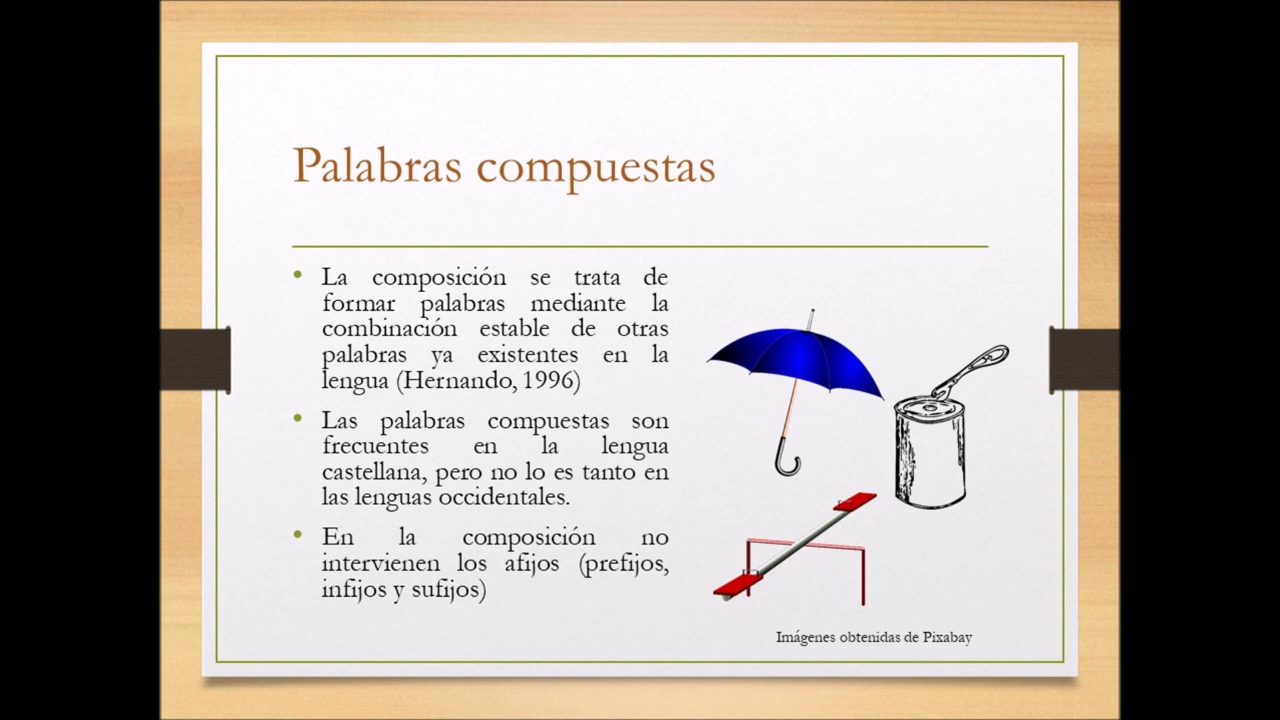 Palabras compuestas
• La composición se trata de
formar palabras mediante la
combinación estable de otras
palabras ya existentes en la
lengua (Hernando, 1996)
• Las palabras compuestas son
frecuentes en la lengua
castellana, pero no lo es tanto en
las lenguas occidentales.
• En la composición no
intervienen los afijos (prefijos,
infijos y sufijos)
Imágenes obtenidas de Pixabay